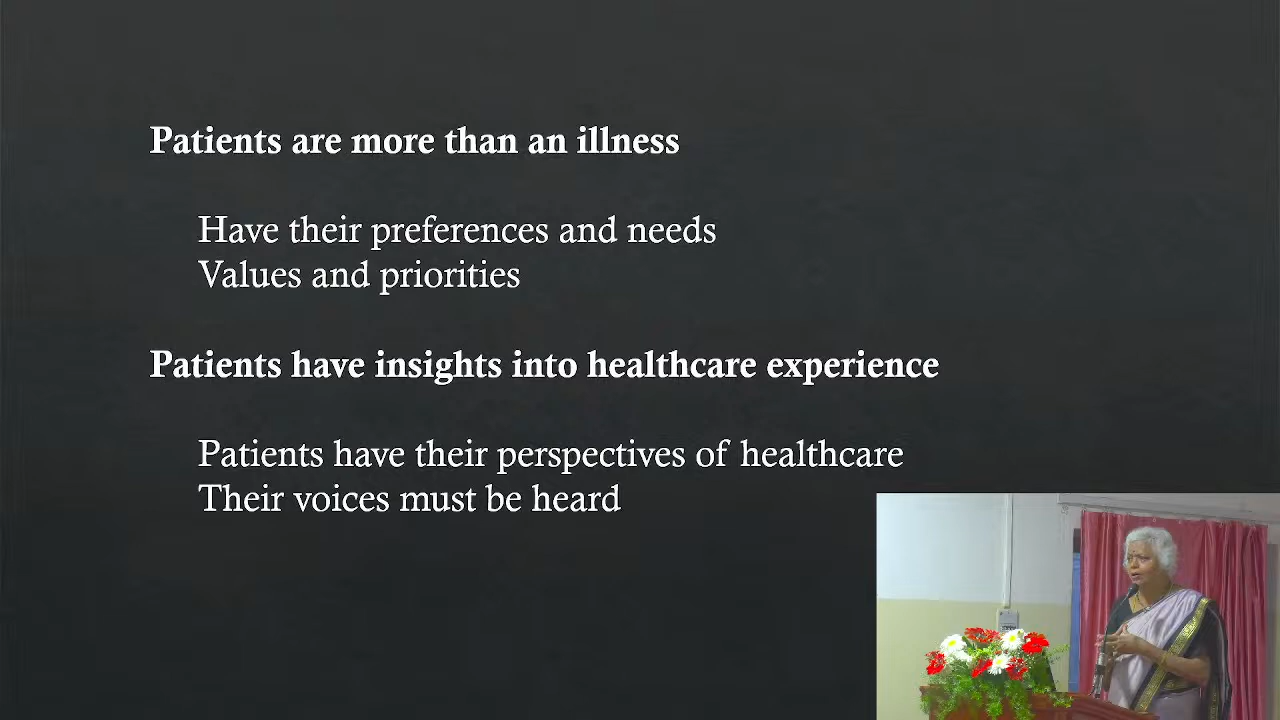 Patients are more than an illness
Have their preferences and needs
Values and priorities
Patients have insights into healthcare experience
Patients have their perspectives of healthcare
Their voices must be heard